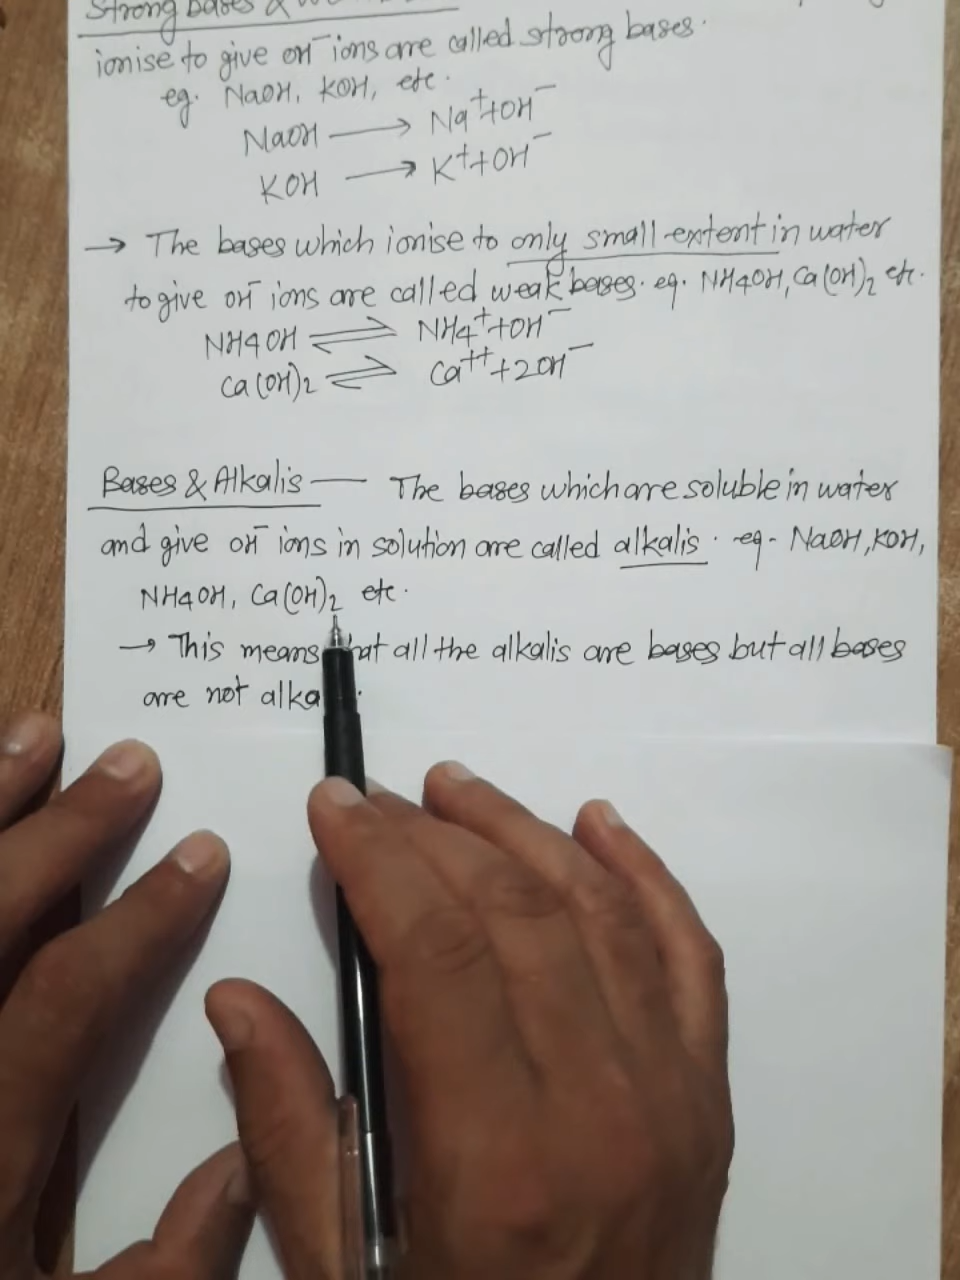 Strong bases &
ionise to give OH⁻ ions are called strong bases.
eg. NaOH, KOH, etc.
NaOH ⟶ Na⁺+OH⁻
KOH ⟶ K⁺+OH⁻
→ The bases which ionise to only small extent in water
to give OH⁻ ions are called weak bases. eg. NH4OH, Ca(OH)₂ etc.
NH4OH ⇌ NH4⁺+OH⁻
Ca(OH)₂ ⇌ Ca⁺⁺+2OH⁻
Bases & Alkalis — The bases which are soluble in water
and give OH⁻ ions in solution are called alkalis. eg- NaOH, KOH,
NH4OH, Ca(OH)₂ etc.
→ This means hat all the alkalis are bases but all bases
are not alka .